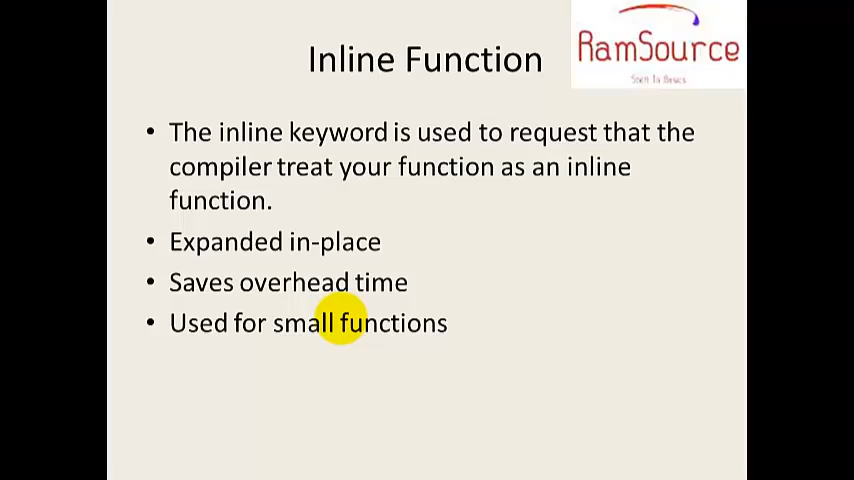 Inline Function
RamSource
• The inline keyword is used to request that the
compiler treat your function as an inline
function.
• Expanded in-place
• Saves overhead time
• Used for small functions